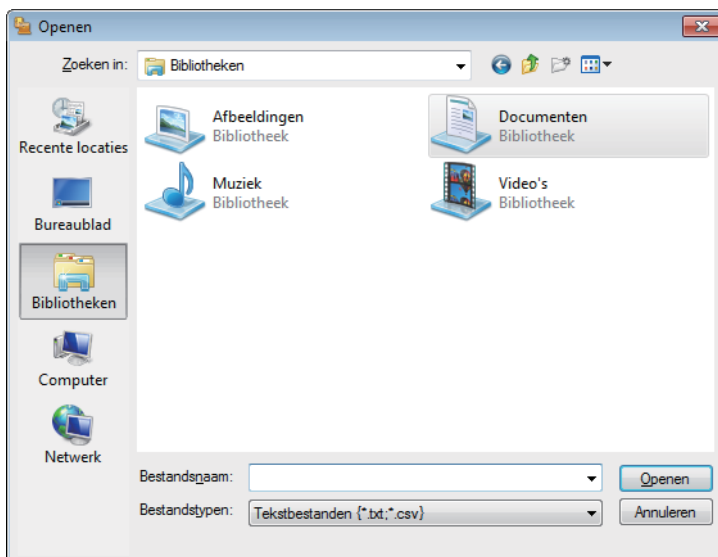 Openen
Zoeken in: Bibliotheken
Recente locaties
Bureaublad
Bibliotheken
Computer
Netwerk
Afbeeldingen
Bibliotheek
Documenten
Bibliotheek
Muziek
Bibliotheek
Video's
Bibliotheek
Bestandsnaam: Openen
Bestandstypen: Tekstbestanden {*.txt;*.csv} Annuleren